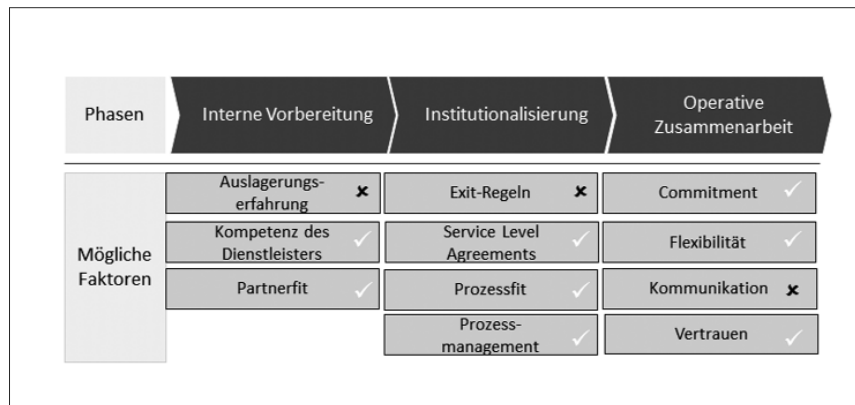 Phasen
Interne Vorbereitung
Institutionalisierung
Operative
Zusammenarbeit
Mögliche
Faktoren
Auslagerungs-
erfahrung
Kompetenz des
Dienstleisters
Partnerfit
Exit-Regeln
Service Level
Agreements
Prozessfit
Prozess-
management
Commitment
Flexibilität
Kommunikation
Vertrauen